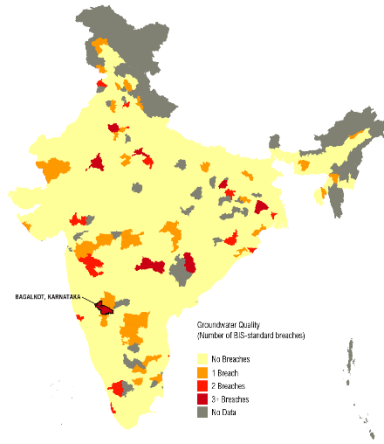 BAGALKOT, KARNATAKA
Groundwater Quality
(Number of BIS-standard breaches)
No Breaches
1 Breach
2 Breaches
3+ Breaches
No Data